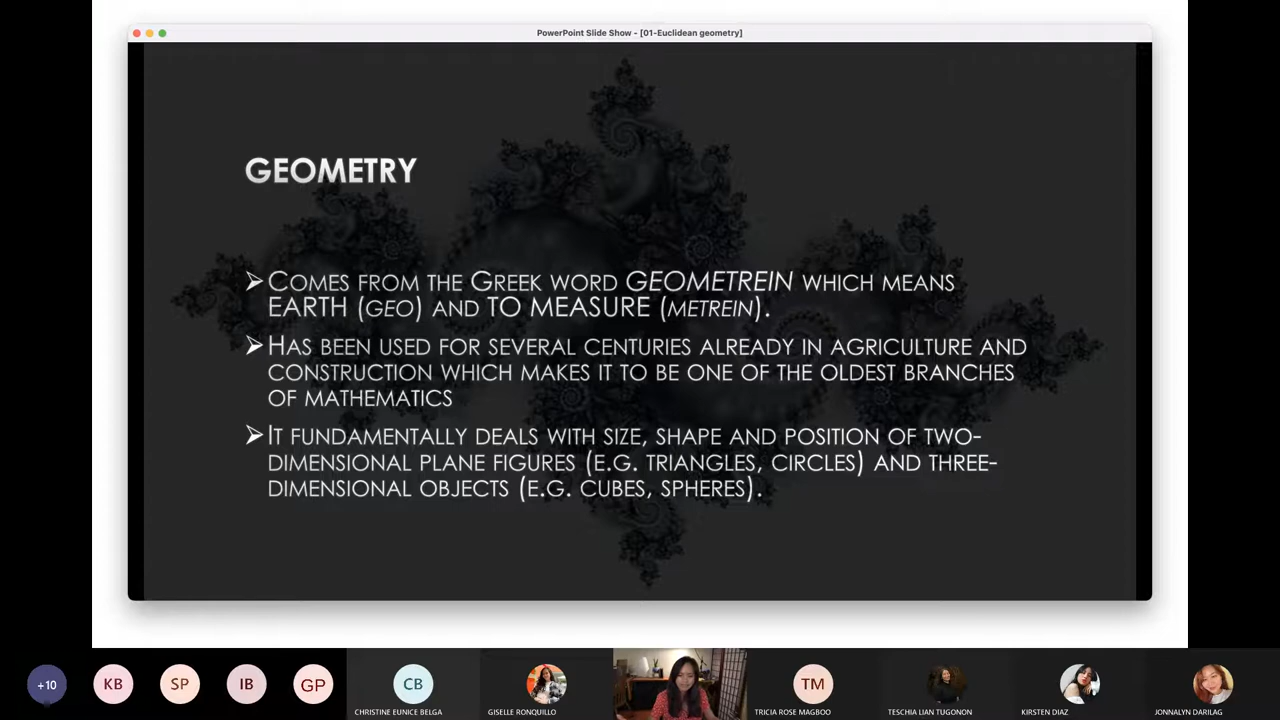 PowerPoint Slide Show - [01-Euclidean geometry]
GEOMETRY
COMES FROM THE GREEK WORD GEOMETREIN WHICH MEANS
EARTH (GEO) AND TO MEASURE (METREIN).
HAS BEEN USED FOR SEVERAL CENTURIES ALREADY IN AGRICULTURE AND
CONSTRUCTION WHICH MAKES IT TO BE ONE OF THE OLDEST BRANCHES
OF MATHEMATICS
IT FUNDAMENTALLY DEALS WITH SIZE, SHAPE AND POSITION OF TWO-
DIMENSIONAL PLANE FIGURES (E.G. TRIANGLES, CIRCLES) AND THREE-
DIMENSIONAL OBJECTS (E.G. CUBES, SPHERES).
+10 KB SP IB GP CB TM
CHRISTINE EUNICE BELGA GISELLE RONQUILLO TRICIA ROSE MAGBOO TESCHIA LIAN TUGONON KIRSTEN DIAZ JONNALYN DARILAG